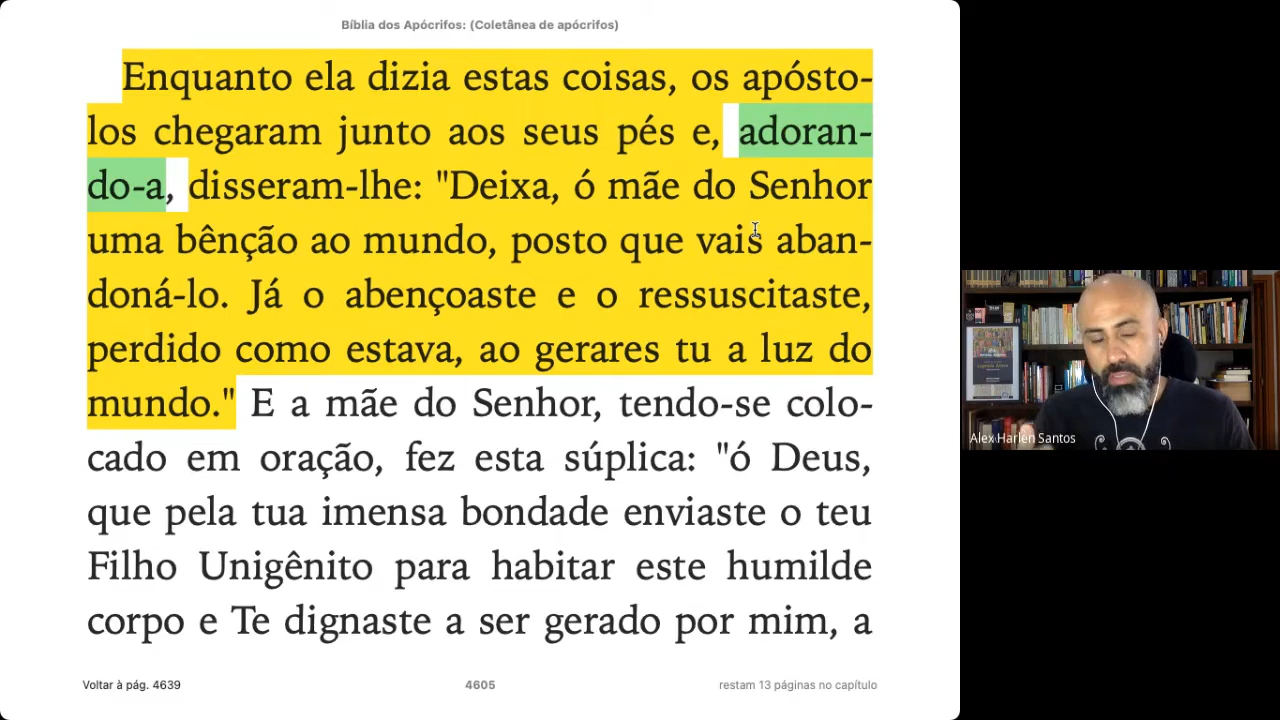 Bíblia dos Apócrifos: (Coletânea de apócrifos)
Enquanto ela dizia estas coisas, os apósto-
los chegaram junto aos seus pés e, adoran-
do-a, disseram-lhe: "Deixa, ó mãe do Senhor
uma bênção ao mundo, posto que vais aban-
doná-lo. Já o abençoaste e o ressuscitaste,
perdido como estava, ao gerares tu a luz do
mundo." E a mãe do Senhor, tendo-se colo-
cado em oração, fez esta súplica: "ó Deus,
que pela tua imensa bondade enviaste o teu
Filho Unigênito para habitar este humilde
corpo e Te dignaste a ser gerado por mim, a
Voltar à pág. 4639
4605
restam 13 páginas no capítulo
Alex Harlen Santos